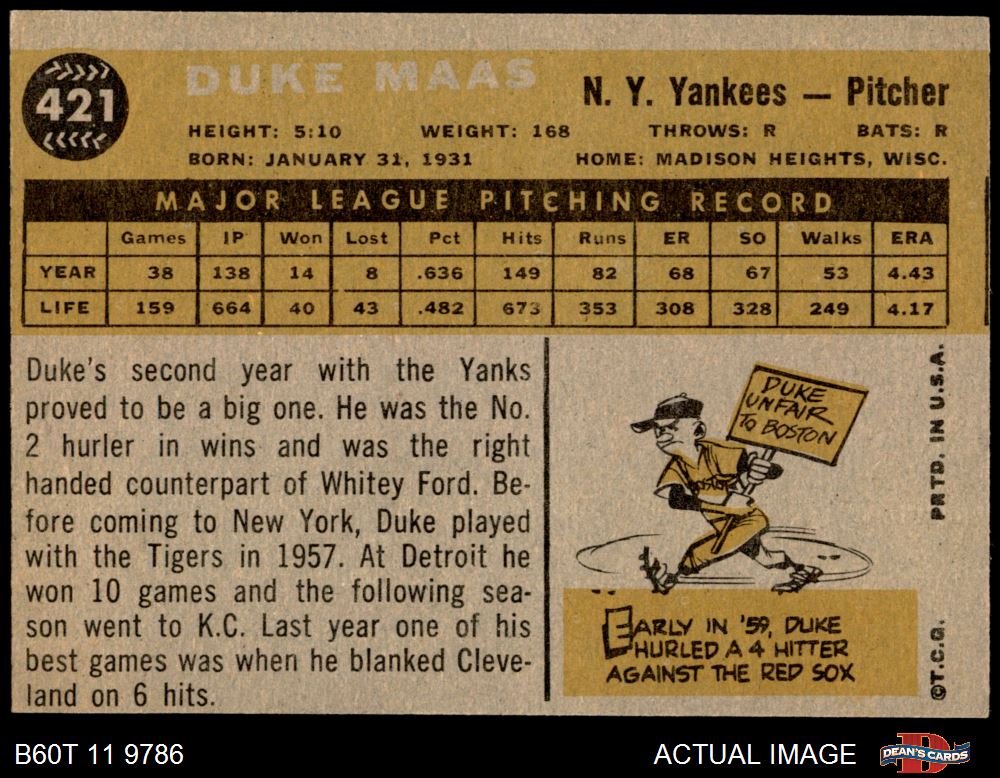 421
DUKE MAAS
N. Y. Yankees — Pitcher
HEIGHT: 5:10 WEIGHT: 168 THROWS: R BATS: R
BORN: JANUARY 31, 1931 HOME: MADISON HEIGHTS, WISC.
MAJOR LEAGUE PITCHING RECORD
Games IP Won Lost Pct Hits Runs ER SO Walks ERA
YEAR 38 138 14 8 .636 149 82 68 67 53 4.43
LIFE 159 664 40 43 .482 673 353 308 328 249 4.17
Duke's second year with the Yanks
proved to be a big one. He was the No.
2 hurler in wins and was the right
handed counterpart of Whitey Ford. Be-
fore coming to New York, Duke played
with the Tigers in 1957. At Detroit he
won 10 games and the following sea-
son went to K.C. Last year one of his
best games was when he blanked Cleve-
land on 6 hits.
DUKE
UNFAIR
TO BOSTON
Boston
EARLY IN '59, DUKE
HURLED A 4 HITTER
AGAINST THE RED SOX
©T.C.G. PRTD. IN U.S.A.
B60T 11 9786
ACTUAL IMAGE
D
DEAN'S CARDS